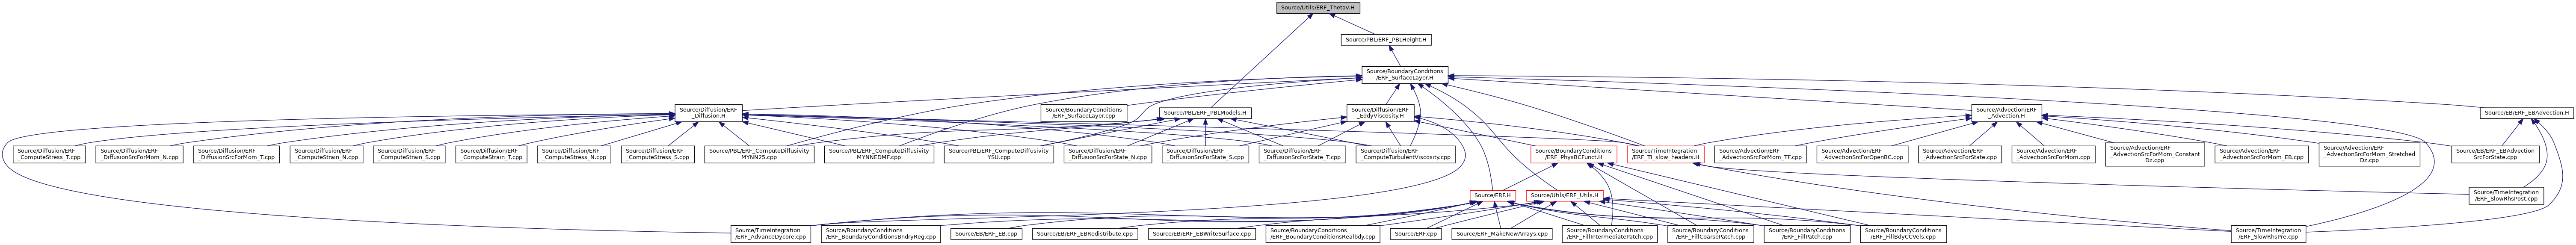 Source/Utils/ERF_Thetav.H
Source/PBL/ERF_PBLHeight.H
Source/BoundaryConditions
/ERF_SurfaceLayer.H
Source/Diffusion/ERF
_Diffusion.H
Source/BoundaryConditions
/ERF_SurfaceLayer.cpp
Source/PBL/ERF_PBLModels.H
Source/Diffusion/ERF
_EddyViscosity.H
Source/Advection/ERF
_Advection.H
Source/EB/ERF_EBAdvection.H
Source/Diffusion/ERF
_ComputeStress_T.cpp
Source/Diffusion/ERF
_DiffusionSrcForMom_N.cpp
Source/Diffusion/ERF
_DiffusionSrcForMom_T.cpp
Source/Diffusion/ERF
_ComputeStrain_N.cpp
Source/Diffusion/ERF
_ComputeStrain_S.cpp
Source/Diffusion/ERF
_ComputeStrain_T.cpp
Source/Diffusion/ERF
_ComputeStress_N.cpp
Source/Diffusion/ERF
_ComputeStress_S.cpp
Source/PBL/ERF_ComputeDiffusivity
MYNN25.cpp
Source/PBL/ERF_ComputeDiffusivity
MYNNEDMF.cpp
Source/PBL/ERF_ComputeDiffusivity
YSU.cpp
Source/Diffusion/ERF
_DiffusionSrcForState_N.cpp
Source/Diffusion/ERF
_DiffusionSrcForState_S.cpp
Source/Diffusion/ERF
_DiffusionSrcForState_T.cpp
Source/Diffusion/ERF
_ComputeTurbulentViscosity.cpp
Source/BoundaryConditions
/ERF_PhysBCFunct.H
Source/TimeIntegration
/ERF_TI_slow_headers.H
Source/Advection/ERF
_AdvectionSrcForMom_TF.cpp
Source/Advection/ERF
_AdvectionSrcForOpenBC.cpp
Source/Advection/ERF
_AdvectionSrcForState.cpp
Source/Advection/ERF
_AdvectionSrcForMom.cpp
Source/Advection/ERF
_AdvectionSrcForMom_Constant
Dz.cpp
Source/Advection/ERF
_AdvectionSrcForMom_EB.cpp
Source/Advection/ERF
_AdvectionSrcForMom_Stretched
Dz.cpp
Source/EB/ERF_EBAdvection
SrcForState.cpp
Source/ERF.H
Source/Utils/ERF_Utils.H
Source/TimeIntegration
/ERF_SlowRhsPost.cpp
Source/TimeIntegration
/ERF_AdvanceDycore.cpp
Source/BoundaryConditions
/ERF_BoundaryConditionsBndryReg.cpp
Source/EB/ERF_EB.cpp
Source/EB/ERF_EBRedistribute.cpp
Source/EB/ERF_EBWriteSurface.cpp
Source/BoundaryConditions
/ERF_BoundaryConditionsRealbdy.cpp
Source/ERF.cpp
Source/ERF_MakeNewArrays.cpp
Source/BoundaryConditions
/ERF_FillIntermediatePatch.cpp
Source/BoundaryConditions
/ERF_FillCoarsePatch.cpp
Source/BoundaryConditions
/ERF_FillPatch.cpp
Source/BoundaryConditions
/ERF_FillBdyCCVels.cpp
Source/TimeIntegration
/ERF_SlowRhsPre.cpp